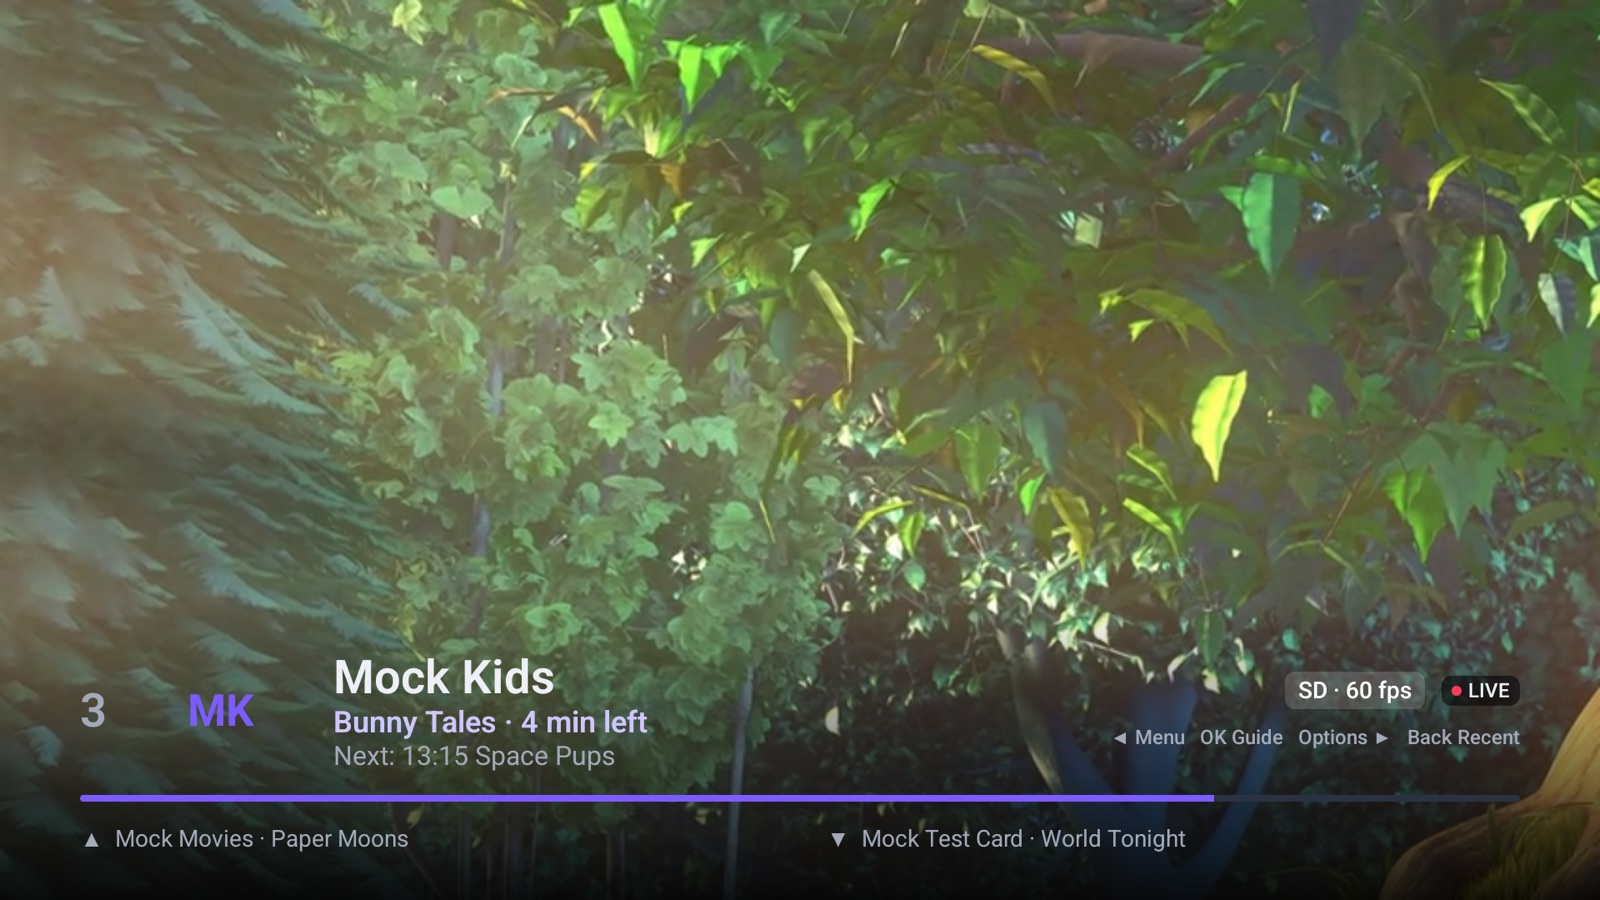 3
MK
Mock Kids
Bunny Tales · 4 min left
Next: 13:15 Space Pups
SD · 60 fps
LIVE
◄ Menu OK Guide Options ► Back Recent
▲ Mock Movies · Paper Moons
▼ Mock Test Card · World Tonight